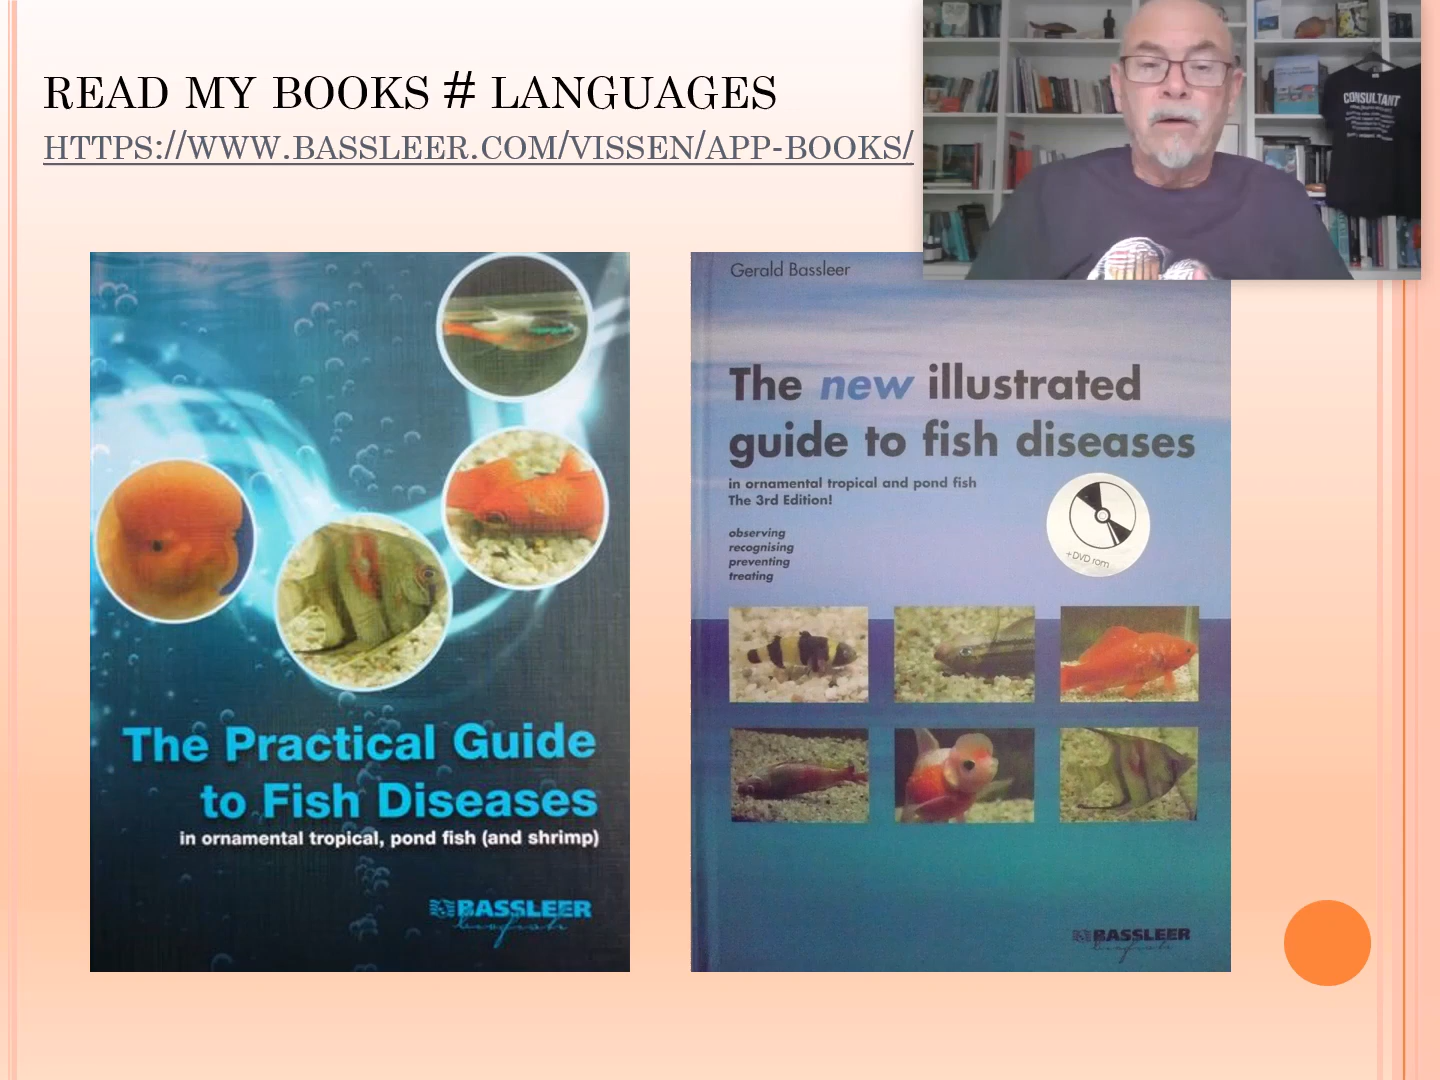 READ MY BOOKS # LANGUAGES
HTTPS://WWW.BASSLEER.COM/VISSEN/APP-BOOKS/
CONSULTANT
The Practical Guide
to Fish Diseases
in ornamental tropical, pond fish (and shrimp)
BASSLEER
biofish
Gerald Bassleer
The new illustrated
guide to fish diseases
in ornamental tropical and pond fish
The 3rd Edition!
observing
recognising
preventing
treating
+DVD rom
BASSLEER
biofish